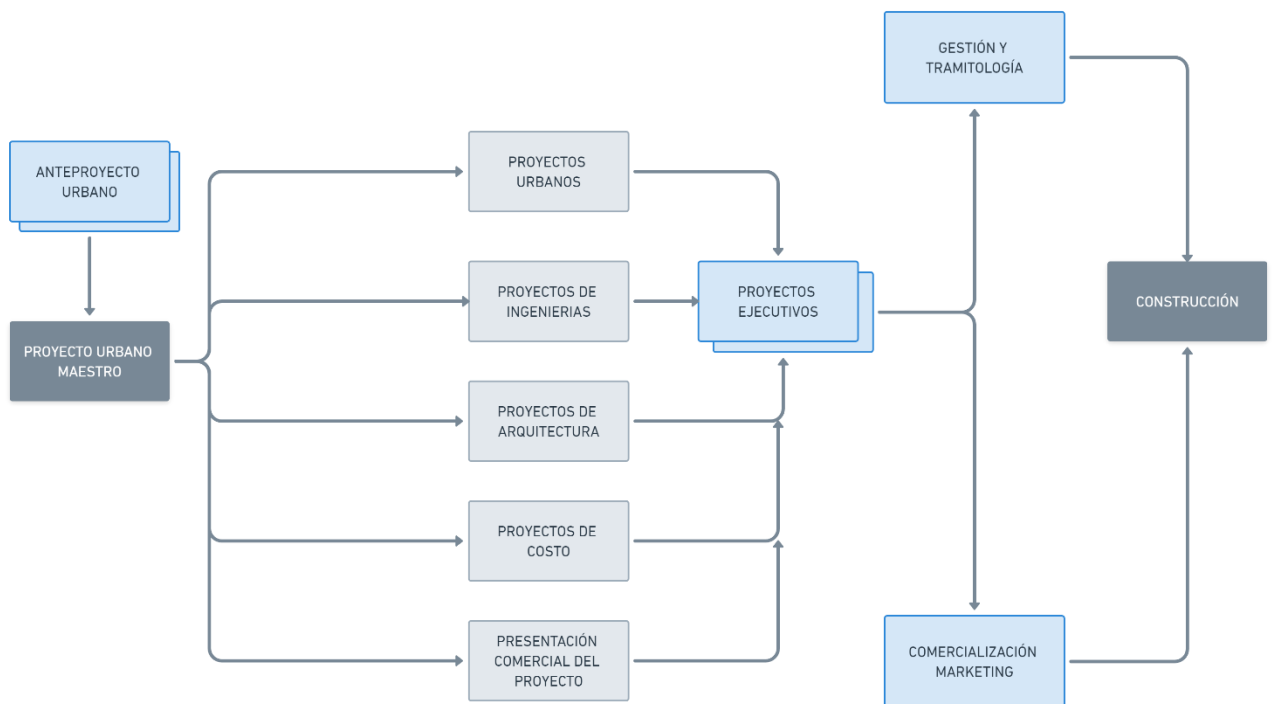 ANTEPROYECTO
URBANO
PROYECTO URBANO
MAESTRO
PROYECTOS
URBANOS
PROYECTOS DE
INGENIERIAS
PROYECTOS DE
ARQUITECTURA
PROYECTOS DE
COSTO
PRESENTACIÓN
COMERCIAL DEL
PROYECTO
PROYECTOS
EJECUTIVOS
GESTIÓN Y
TRAMITOLOGÍA
COMERCIALIZACIÓN
MARKETING
CONSTRUCCIÓN